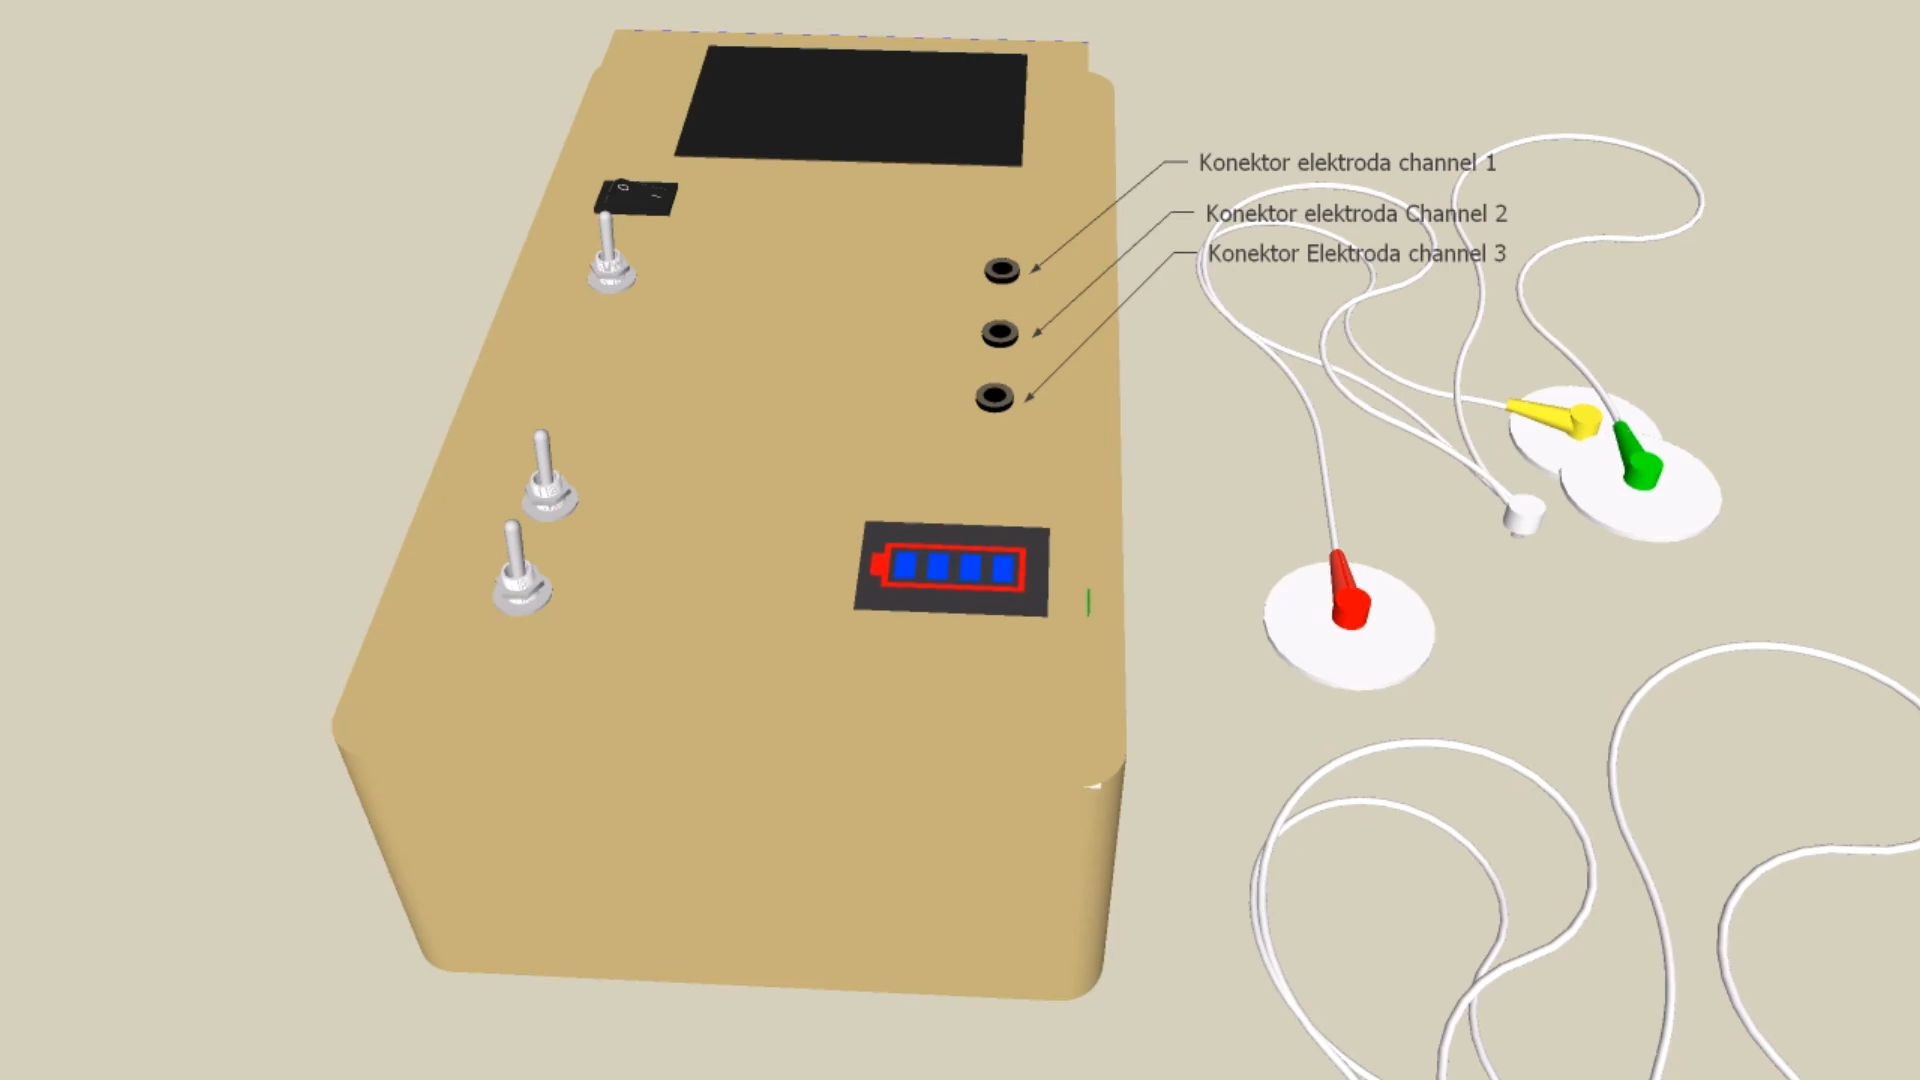 Konektor elektroda channel 1
Konektor elektroda Channel 2
Konektor Elektroda channel 3